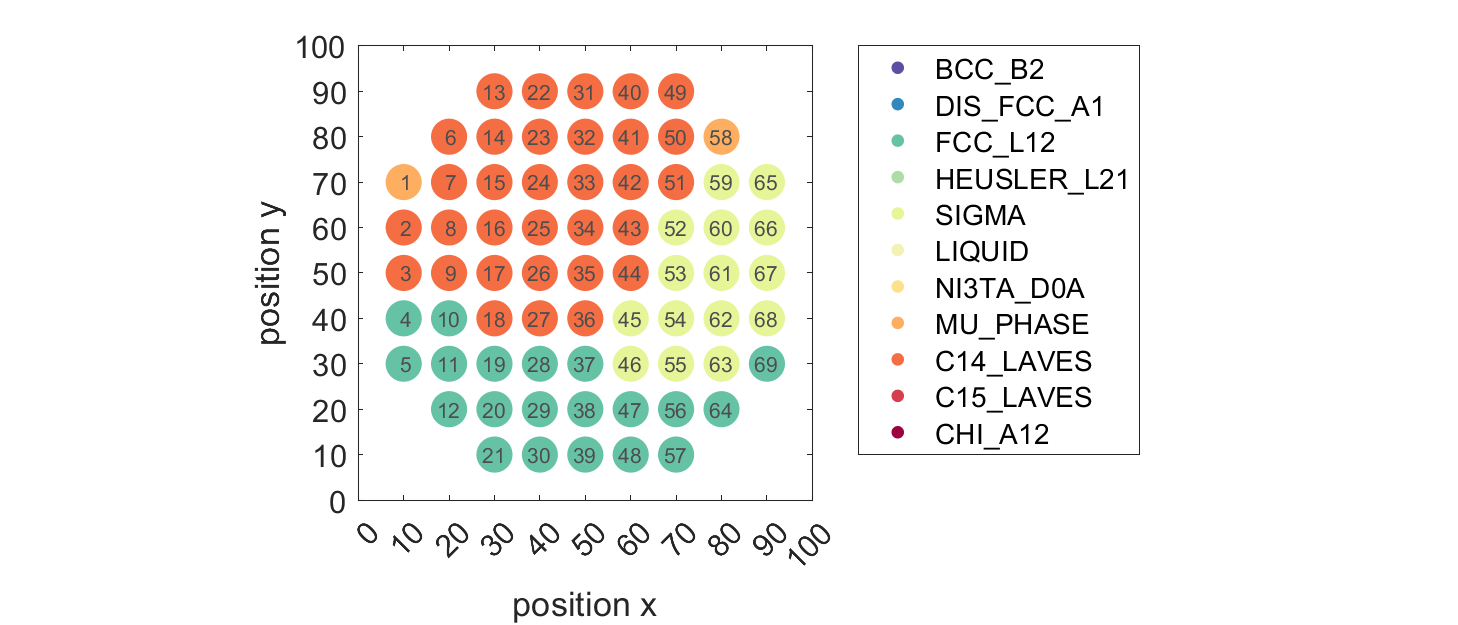 100
90 13 22 31 40 49
80 6 14 23 32 41 50 58
70 1 7 15 24 33 42 51 59 65
60 2 8 16 25 34 43 52 60 66
50 3 9 17 26 35 44 53 61 67
40 4 10 18 27 36 45 54 62 68
30 5 11 19 28 37 46 55 63 69
20 12 20 29 38 47 56 64
10 21 30 39 48 57
0
0 10 20 30 40 50 60 70 80 90 100
position x
position y
BCC_B2
DIS_FCC_A1
FCC_L12
HEUSLER_L21
SIGMA
LIQUID
NI3TA_D0A
MU_PHASE
C14_LAVES
C15_LAVES
CHI_A12